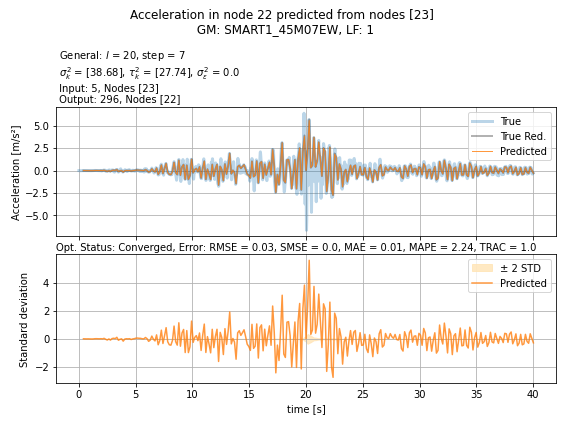 Acceleration in node 22 predicted from nodes [23]
GM: SMART1_45M07EW, LF: 1
General: l = 20, step = 7
σ²ₖ = [38.68], τ²ₖ = [27.74], σ²ε = 0.0
Input: 5, Nodes [23]
Output: 296, Nodes [22]
Acceleration [m/s²]
5.0
2.5
0.0
−2.5
−5.0
True
True Red.
Predicted
Opt. Status: Converged, Error: RMSE = 0.03, SMSE = 0.0, MAE = 0.01, MAPE = 2.24, TRAC = 1.0
Standard deviation
4
2
0
−2
± 2 STD
Predicted
0 5 10 15 20 25 30 35 40
time [s]